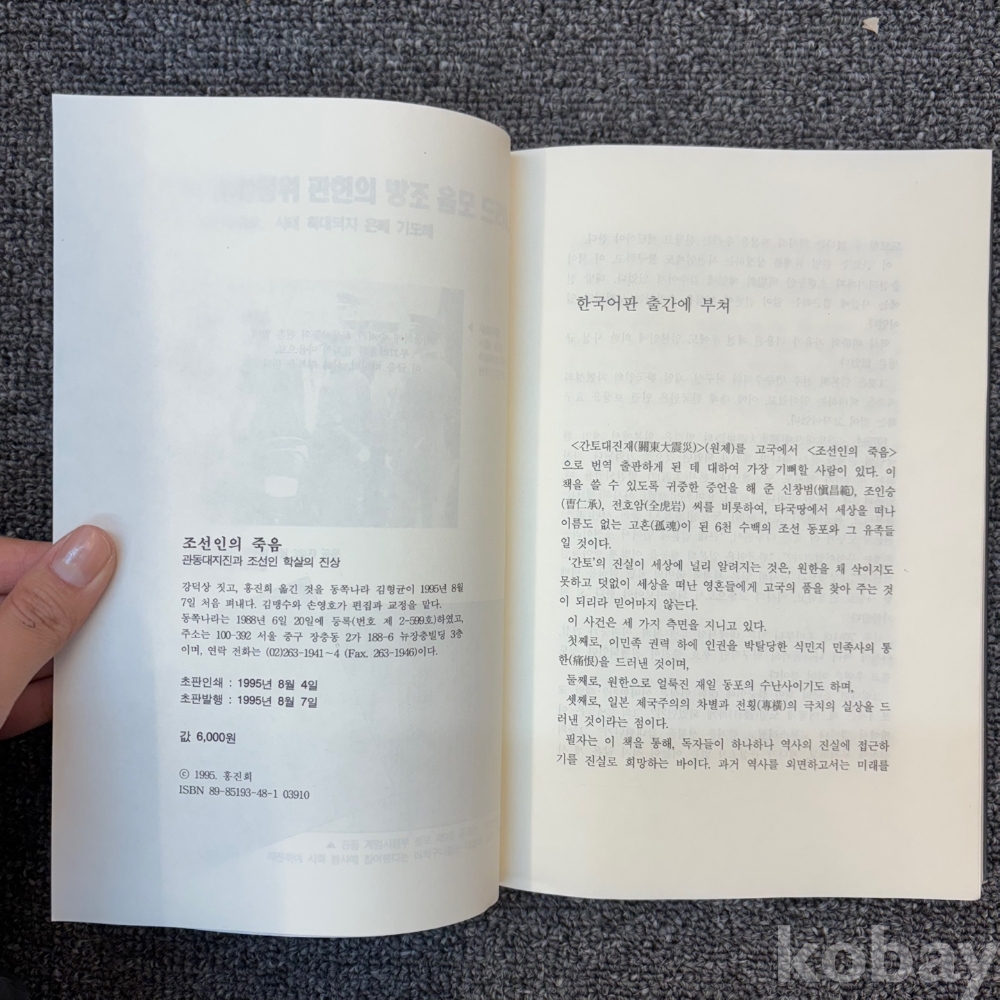 조선인의 죽음
관동대지진과 조선인 학살의 진상
강덕상 짓고, 홍진희 옮긴 것을 동쪽나라 김형균이 1995년 8월
7일 처음 펴내다. 김맹수와 손영호가 편집과 교정을 맡다.
동쪽나라는 1988년 6일 20일에 등록(번호 제 2-599호)하였고,
주소는 100-392 서울 중구 장충동 2가 188-6 뉴장충빌딩 3층
이며, 연락 전화는 (02)263-1941~4 (Fax. 263-1946)이다.
초판인쇄 : 1995년 8월 4일
초판발행 : 1995년 8월 7일
값 6,000원
ⓒ 1995. 홍진희
ISBN 89-85193-48-1 03910
한국어판 출간에 부쳐
<간토대진재(關東大震災)>(원제)를 고국에서 <조선인의 죽음>
으로 번역 출판하게 된 데 대하여 가장 기뻐할 사람이 있다. 이
책을 쓸 수 있도록 귀중한 증언을 해 준 신창범(愼昌範), 조인승
(曺仁承), 전호암(全虎岩) 씨를 비롯하여, 타국땅에서 세상을 떠나
이름도 없는 고혼(孤魂)이 된 6천 수백의 조선 동포와 그 유족들
일 것이다.
'간토'의 진실이 세상에 널리 알려지는 것은, 원한을 채 삭이지도
못하고 덧없이 세상을 떠난 영혼들에게 고국의 품을 찾아 주는 것
이 되리라 믿어마지 않는다.
이 사건은 세 가지 측면을 지니고 있다.
첫째로, 이민족 권력 하에 인권을 박탈당한 식민지 민족사의 통
한(痛恨)을 드러낸 것이며,
둘째로, 원한으로 얼룩진 재일 동포의 수난사이기도 하며,
셋째로, 일본 제국주의의 차별과 전횡(專橫)의 극치의 실상을 드
러낸 것이라는 점이다.
필자는 이 책을 통해, 독자들이 하나하나 역사의 진실에 접근하
기를 진실로 희망하는 바이다. 과거 역사를 외면하고서는 미래를
kobay